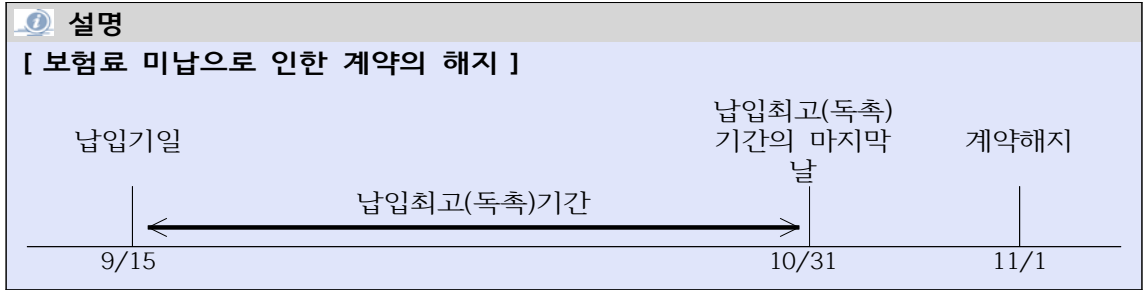 설명
[ 보험료 미납으로 인한 계약의 해지 ]
납입기일
납입최고(독촉)
기간의 마지막
날
계약해지
납입최고(독촉)기간
9/15
10/31
11/1